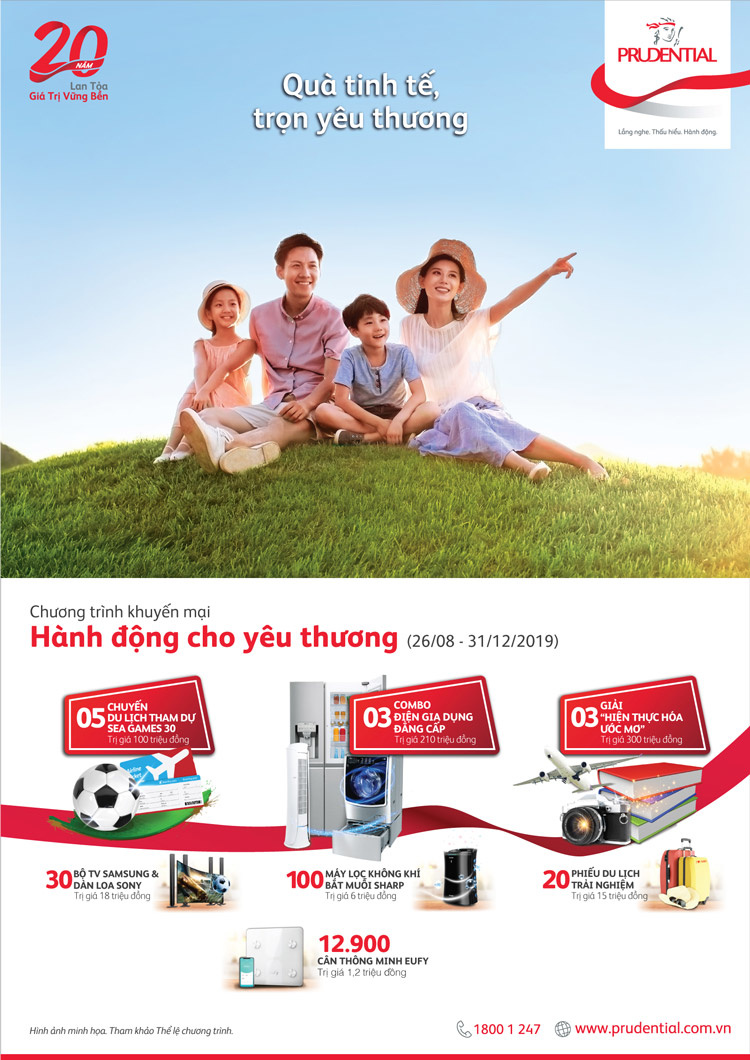 20
NĂM
Lan Tỏa
Giá Trị Vững Bền
PRUDENTIAL
Lắng nghe. Thấu hiểu. Hành động.
Quà tinh tế,
trọn yêu thương
Chương trình khuyến mại
Hành động cho yêu thương (26/08 - 31/12/2019)
05 CHUYẾN
DU LỊCH THAM DỰ
SEA GAMES 30
Trị giá 100 triệu đồng
03 COMBO
ĐIỆN GIA DỤNG
ĐẲNG CẤP
Trị giá 210 triệu đồng
03 GIẢI
"HIỆN THỰC HÓA
ƯỚC MƠ"
Trị giá 300 triệu đồng
30 BỘ TV SAMSUNG &
DÀN LOA SONY
Trị giá 18 triệu đồng
100 MÁY LỌC KHÔNG KHÍ
BẮT MUỖI SHARP
Trị giá 6 triệu đồng
20 PHIẾU DU LỊCH
TRẢI NGHIỆM
Trị giá 15 triệu đồng
12.900
CÂN THÔNG MINH EUFY
Trị giá 1,2 triệu đồng
Hình ảnh minh họa. Tham khảo Thể lệ chương trình.
1800 1 247
www.prudential.com.vn